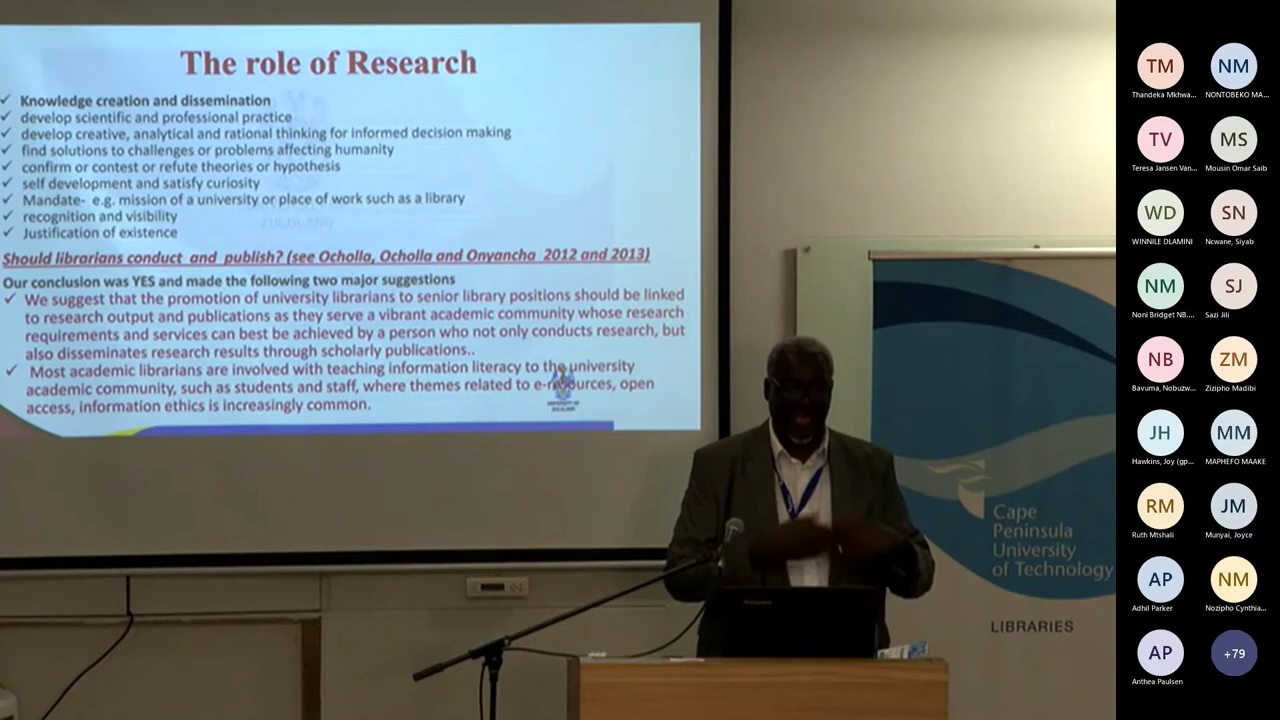 The role of Research
Knowledge creation and dissemination
develop scientific and professional practice
develop creative, analytical and rational thinking for informed decision making
find solutions to challenges or problems affecting humanity
confirm or contest or refute theories or hypothesis
self development and satisfy curiosity
Mandate- e.g. mission of a university or place of work such as a library
recognition and visibility
Justification of existence
Should librarians conduct and publish? (see Ocholla, Ocholla and Onyancha 2012 and 2013)
Our conclusion was YES and made the following two major suggestions
We suggest that the promotion of university librarians to senior library positions should be linked
to research output and publications as they serve a vibrant academic community whose research
requirements and services can best be achieved by a person who not only conducts research, but
also disseminates research results through scholarly publications..
Most academic librarians are involved with teaching information literacy to the university
academic community, such as students and staff, where themes related to e-resources, open
access, information ethics is increasingly common.
Cape
Peninsula
University
of Technology
LIBRARIES
TM
NM
Thandeka Mkhwa...
NONTOBEKO MA...
TV
MS
Teresa Jansen Van...
Mousin Omar Saib
WD
SN
WINNILE DLAMINI
Ncwane, Siyab
NM
SJ
Noni Bridget NB....
Sazi Jili
NB
ZM
Bavuma, Nobuzw...
Zizipho Madibi
JH
MM
Hawkins, Joy (gp...
MAPHEFO MAAKE
RM
JM
Ruth Mtshali
Munyai, Joyce
AP
NM
Adhil Parker
Nozipho Cynthia...
AP
+79
Anthea Paulsen